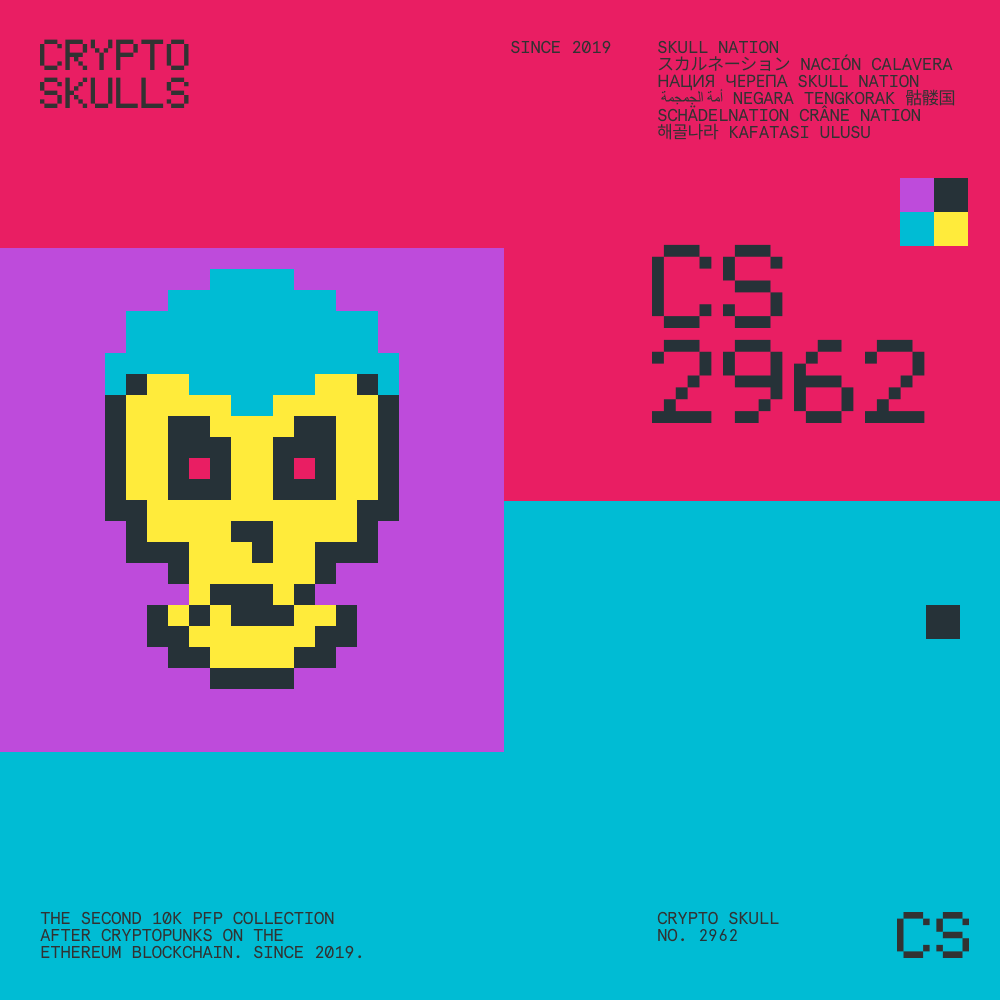 CRYPTO
SKULLS
SINCE 2019
SKULL NATION
スカルネーション NACIÓN CALAVERA
НАЦИЯ ЧЕРЕПА SKULL NATION
أمة الجمجمة NEGARA TENGKORAK 骷髅国
SCHÄDELNATION CRÂNE NATION
해골나라 KAFATASI ULUSU
CS
2962
THE SECOND 10K PFP COLLECTION
AFTER CRYPTOPUNKS ON THE
ETHEREUM BLOCKCHAIN. SINCE 2019.
CRYPTO SKULL
NO. 2962
CS